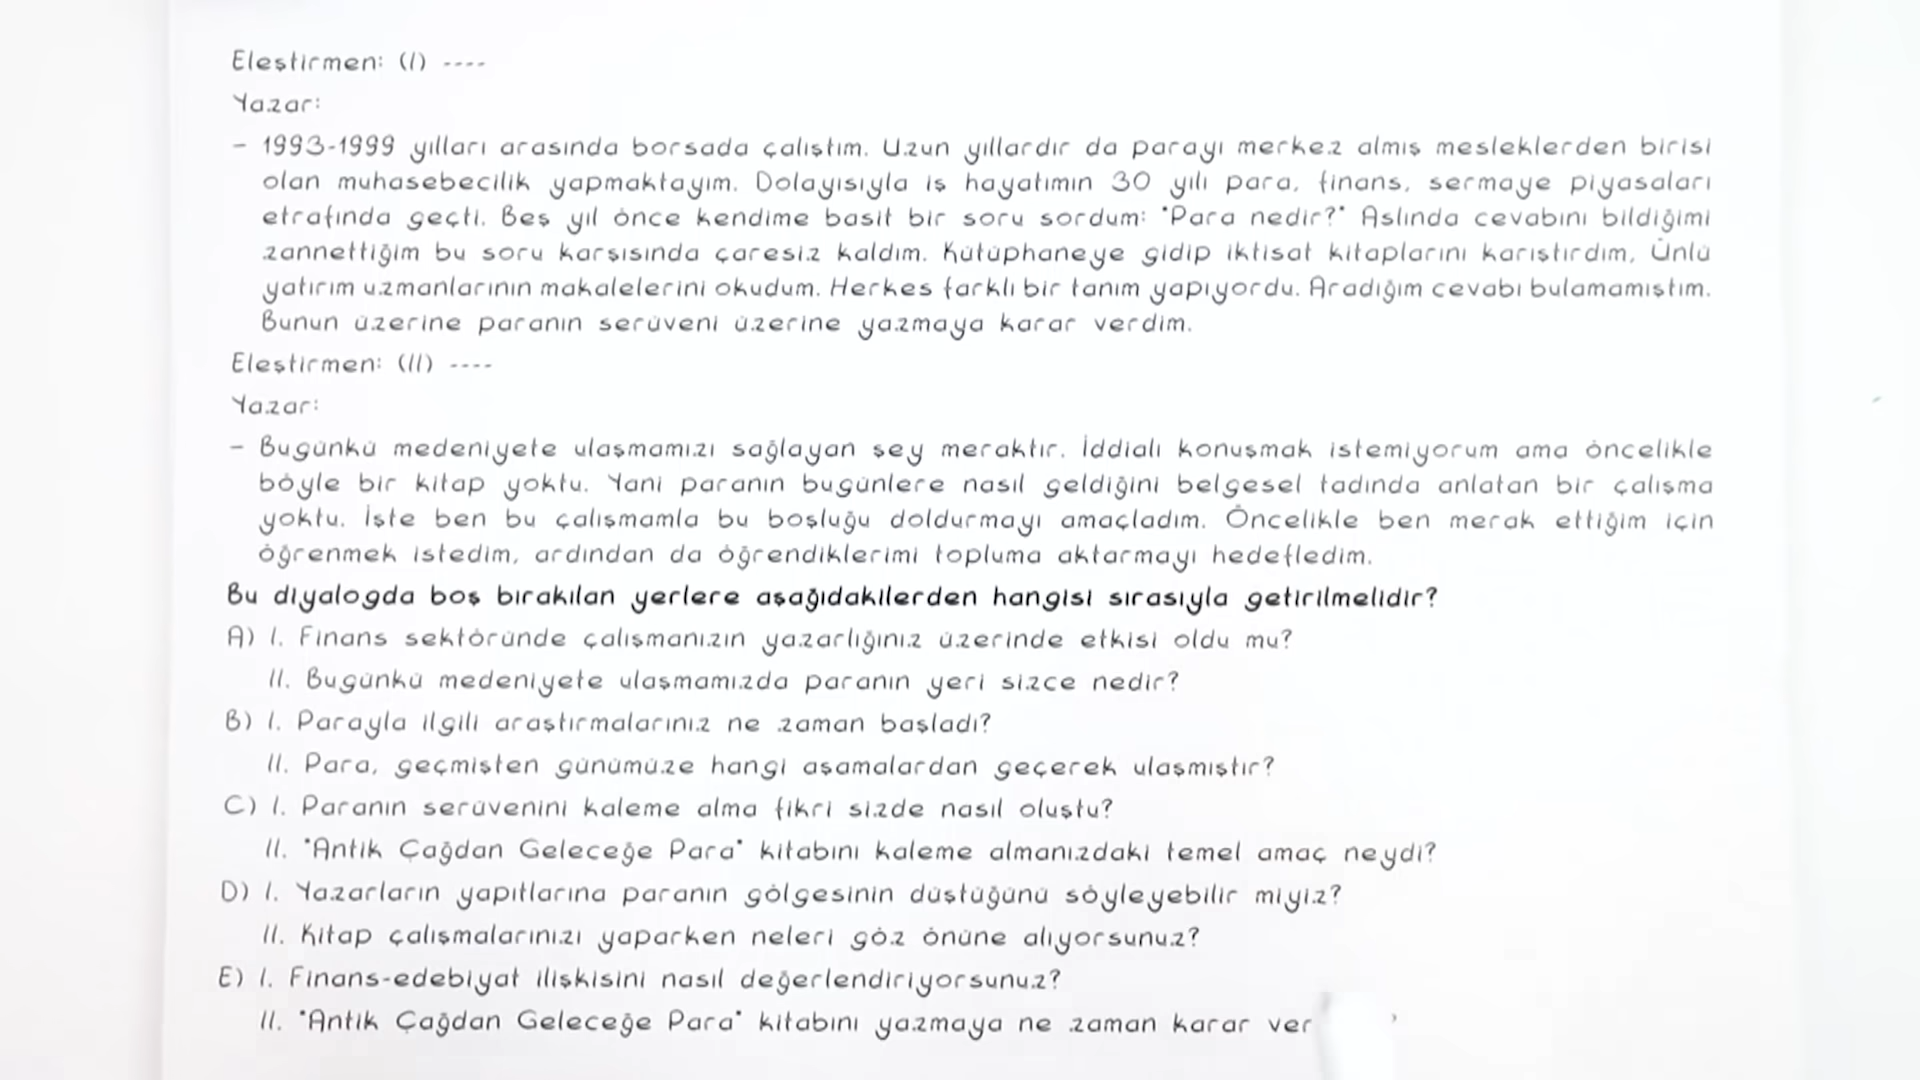 Eleştirmen: (I) ----
Yazar:
- 1993-1999 yılları arasında borsada çalıştım. Uzun yıllardır da parayı merkez almış mesleklerden birisi
olan muhasebecilik yapmaktayım. Dolayısıyla iş hayatımın 30 yılı para, finans, sermaye piyasaları
etrafında geçti. Beş yıl önce kendime basit bir soru sordum: "Para nedir?" Aslında cevabını bildiğimi
zannettiğim bu soru karşısında çaresiz kaldım. Kütüphaneye gidip iktisat kitaplarını karıştırdım, Ünlü
yatırım uzmanlarının makalelerini okudum. Herkes farklı bir tanım yapıyordu. Aradığım cevabı bulamamıştım.
Bunun üzerine paranın serüveni üzerine yazmaya karar verdim.
Eleştirmen: (II) ----
Yazar:
- Bugünkü medeniyete ulaşmamızı sağlayan şey meraktır. İddialı konuşmak istemiyorum ama öncelikle
böyle bir kitap yoktu. Yani paranın bugünlere nasıl geldiğini belgesel tadında anlatan bir çalışma
yoktu. İşte ben bu çalışmamla bu boşluğu doldurmayı amaçladım. Öncelikle ben merak ettiğim için
öğrenmek istedim, ardından da öğrendiklerimi topluma aktarmayı hedefledim.
Bu diyalogda boş bırakılan yerlere aşağıdakilerden hangisi sırasıyla getirilmelidir?
A) I. Finans sektöründe çalışmanızın yazarlığınız üzerinde etkisi oldu mu?
II. Bugünkü medeniyete ulaşmamızda paranın yeri sizce nedir?
B) I. Parayla ilgili araştırmalarınız ne zaman başladı?
II. Para, geçmişten günümüze hangi aşamalardan geçerek ulaşmıştır?
C) I. Paranın serüvenini kaleme alma fikri sizde nasıl oluştu?
II. "Antik Çağdan Geleceğe Para" kitabını kaleme almanızdaki temel amaç neydi?
D) I. Yazarların yapıtlarına paranın gölgesinin düştüğünü söyleyebilir miyiz?
II. Kitap çalışmalarınızı yaparken neleri göz önüne alıyorsunuz?
E) I. Finans-edebiyat ilişkisini nasıl değerlendiriyorsunuz?
II. "Antik Çağdan Geleceğe Para" kitabını yazmaya ne zaman karar ver